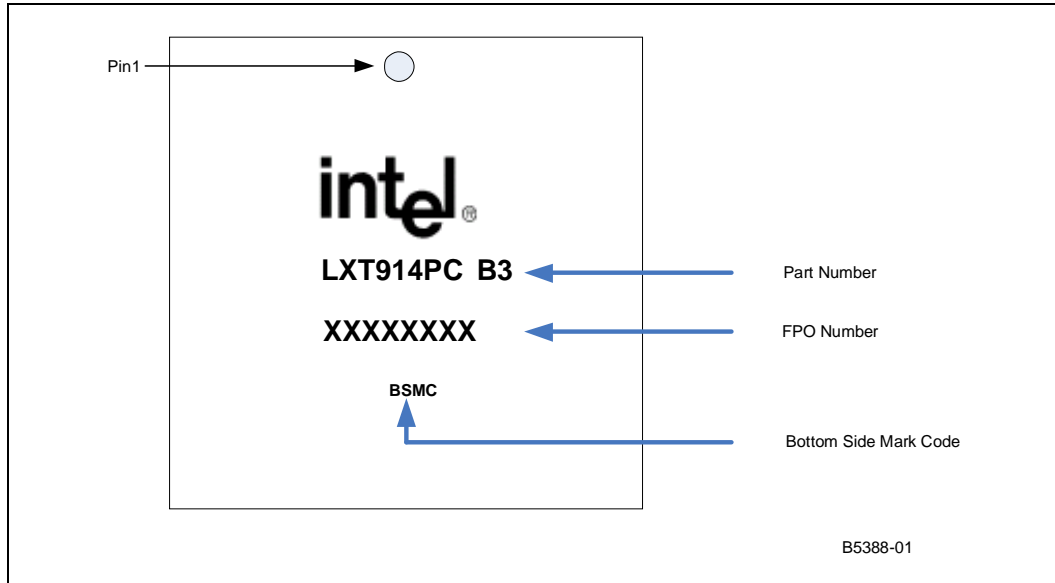 Pin1
intel®
LXT914PC B3
Part Number
XXXXXXXX
FPO Number
BSMC
Bottom Side Mark Code
B5388-01